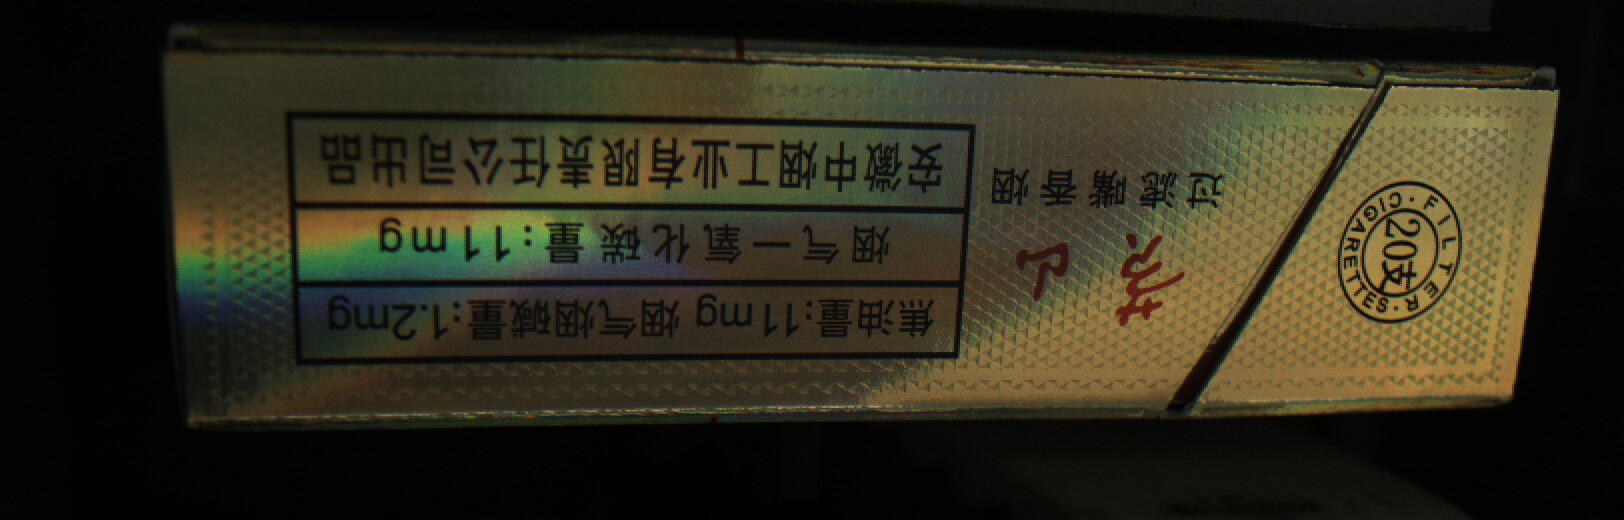 焦油量:11mg 烟气烟碱量:1.2mg
烟气一氧化碳量:11mg
安徽中烟工业有限责任公司出品
黄山
过滤嘴香烟
FILTER·CIGARETTES·
20支